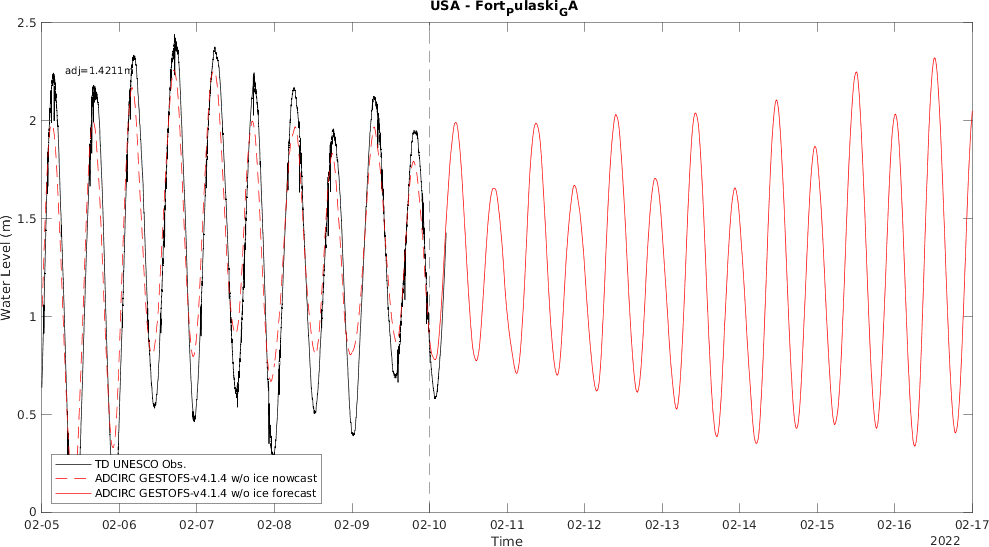 USA - FortPulaskiGA
2.5
adj=1.4211m
2
1.5
Water Level (m)
1
0.5
TD UNESCO Obs.
ADCIRC GESTOFS-v4.1.4 w/o ice nowcast
ADCIRC GESTOFS-v4.1.4 w/o ice forecast
0
02-05 02-06 02-07 02-08 02-09 02-10 02-11 02-12 02-13 02-14 02-15 02-16 02-17
Time
2022